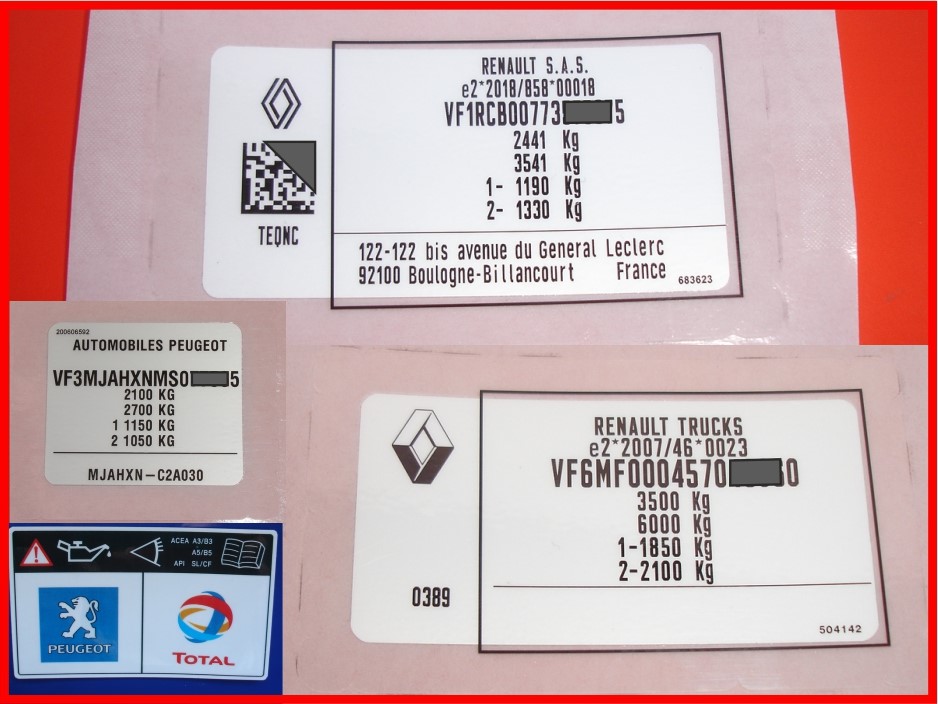 RENAULT S.A.S.
e2*2018/858*00018
VF1RCB00773 5
2441 Kg
3541 Kg
1- 1190 Kg
2- 1330 Kg
TEQNC
122-122 bis avenue du General Leclerc
92100 Boulogne-Billancourt France
683623
200606592
AUTOMOBILES PEUGEOT
VF3MJAHXNMS0 5
2100 KG
2700 KG
1 1150 KG
2 1050 KG
MJAHXN-C2A030
ACEA A3/B3
A5/B5
API SL/CF
PEUGEOT
TOTAL
RENAULT TRUCKS
e2*2007/46*0023
VF6MF0004570 0
3500 Kg
6000 Kg
1-1850 Kg
2-2100 Kg
0389
504142